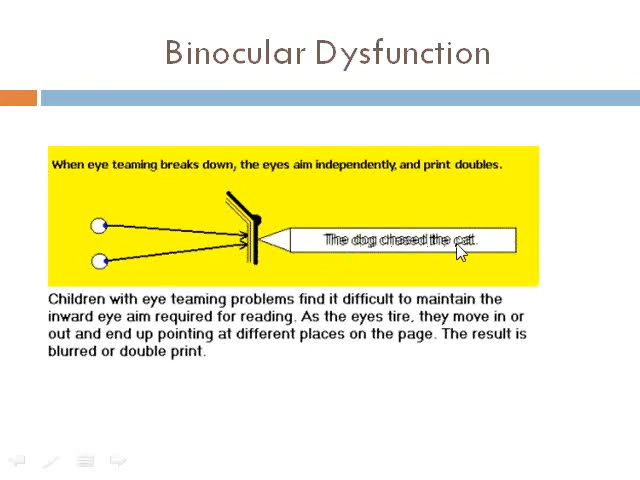 Binocular Dysfunction
When eye teaming breaks down, the eyes aim independently, and print doubles.
The dog chased the cat.
Children with eye teaming problems find it difficult to maintain the
inward eye aim required for reading. As the eyes tire, they move in or
out and end up pointing at different places on the page. The result is
blurred or double print.